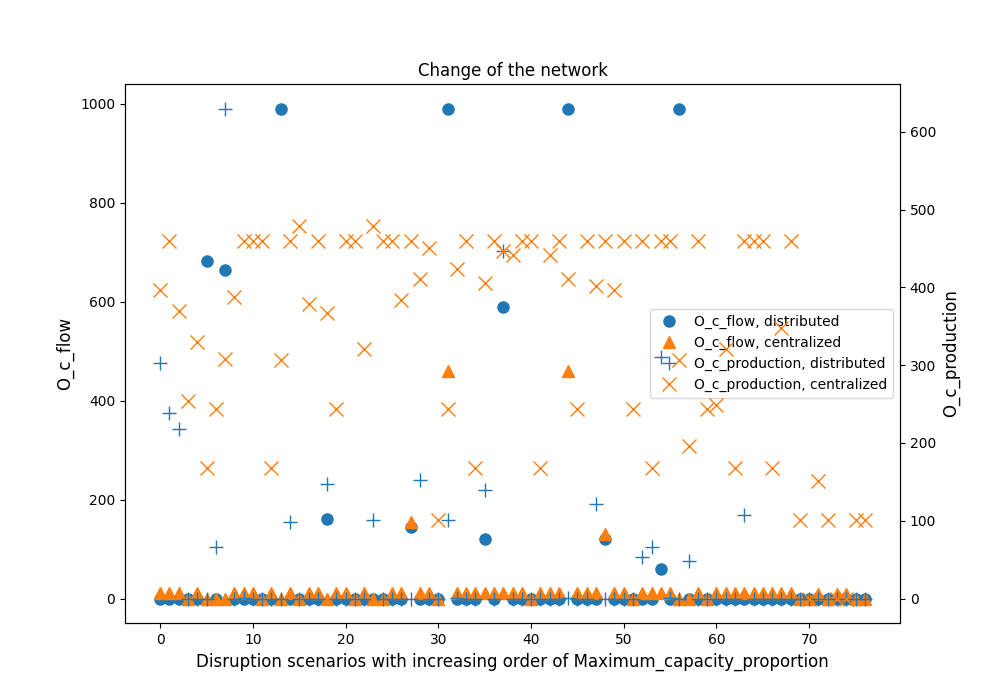 Change of the network
1000
800
600
400
200
0
O_c_flow
600
500
400
300
200
100
0
O_c_production
O_c_flow, distributed
O_c_flow, centralized
O_c_production, distributed
O_c_production, centralized
0 10 20 30 40 50 60 70
Disruption scenarios with increasing order of Maximum_capacity_proportion